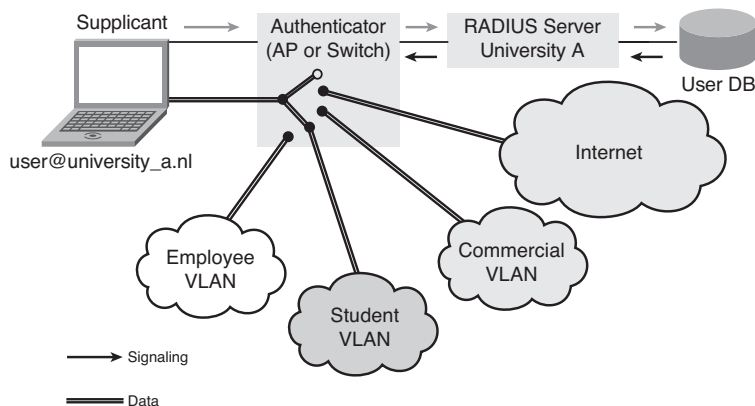 Supplicant
Authenticator
(AP or Switch)
RADIUS Server
University A
User DB
user@university_a.nl
Internet
Employee
VLAN
Commercial
VLAN
Student
VLAN
Signaling
Data